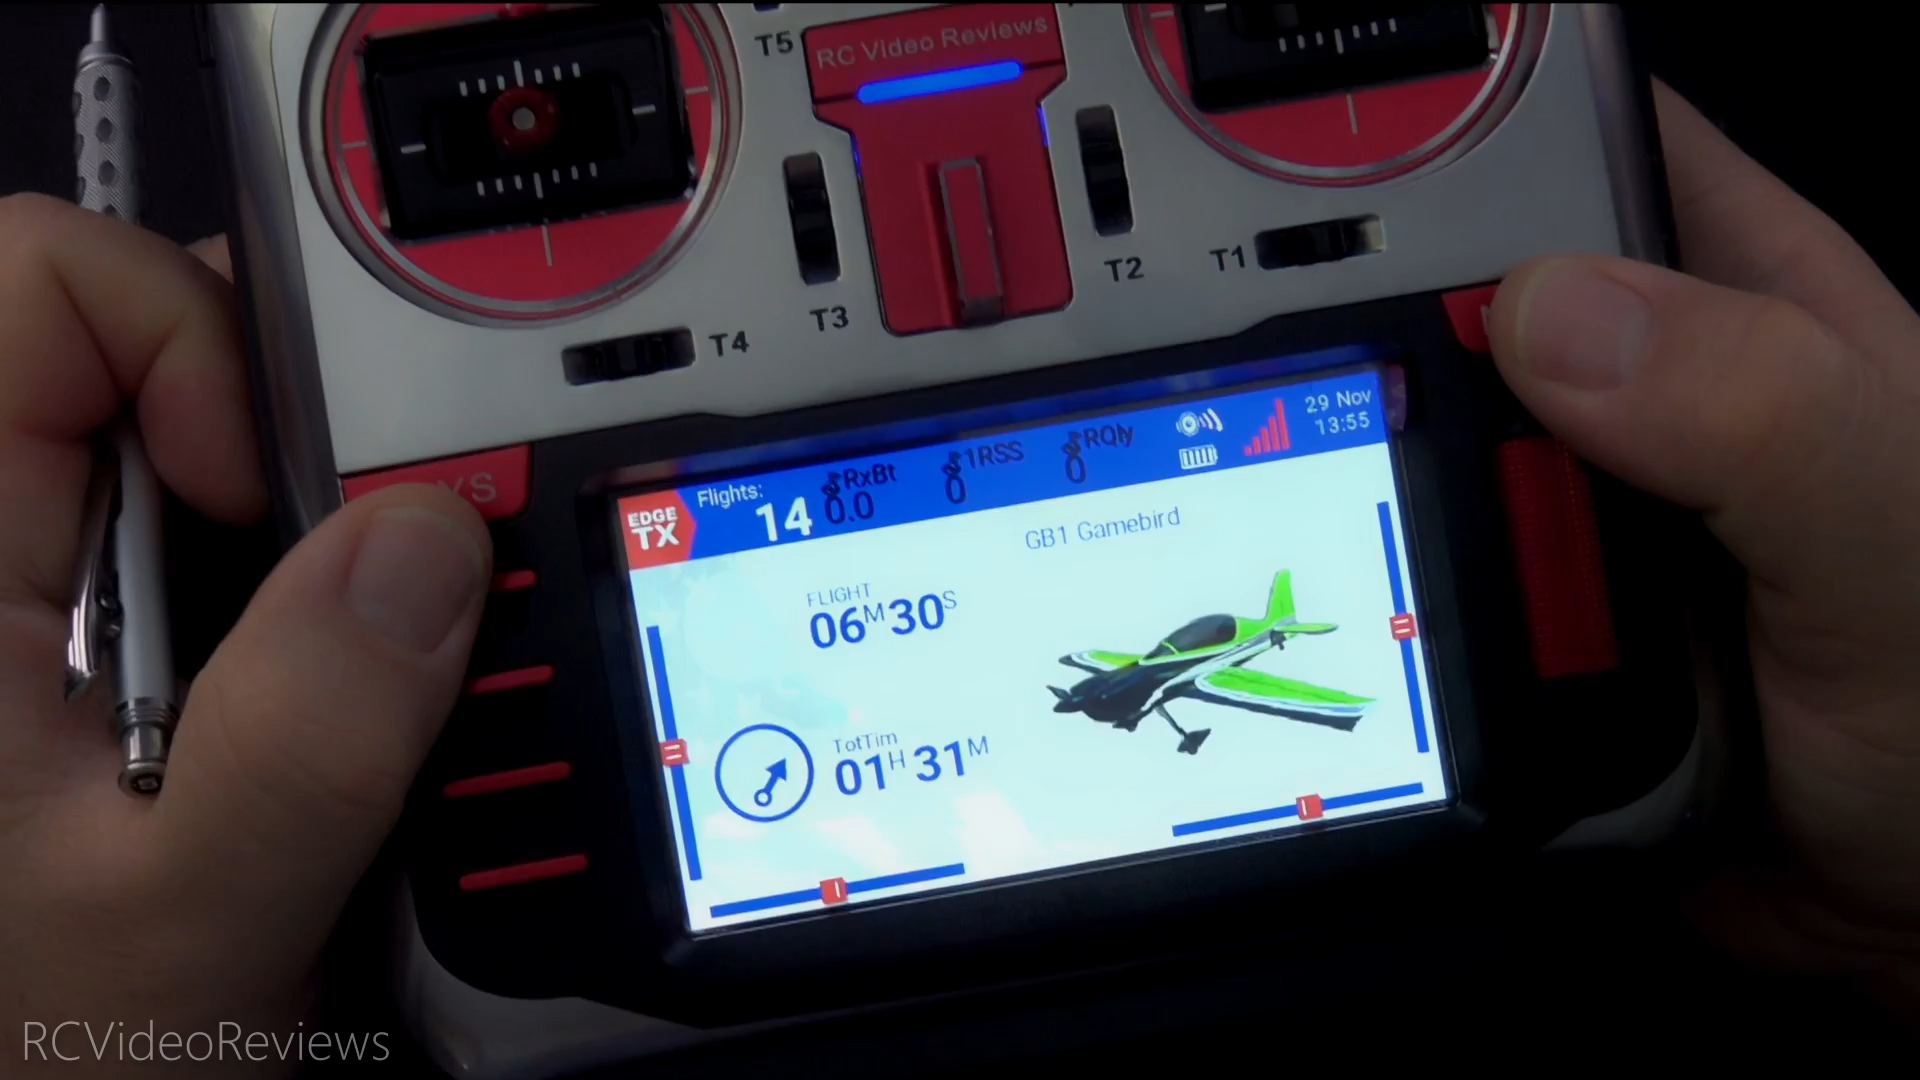 T5
RC Video Reviews
T2
T1
T3
T4
YS
EDGE
TX
Flights:
14
RxBt
0.0
1RSS
0
RQly
0
29 Nov
13:55
GB1 Gamebird
FLIGHT
06M30S
TotTim
01H31M
RCVideoReviews